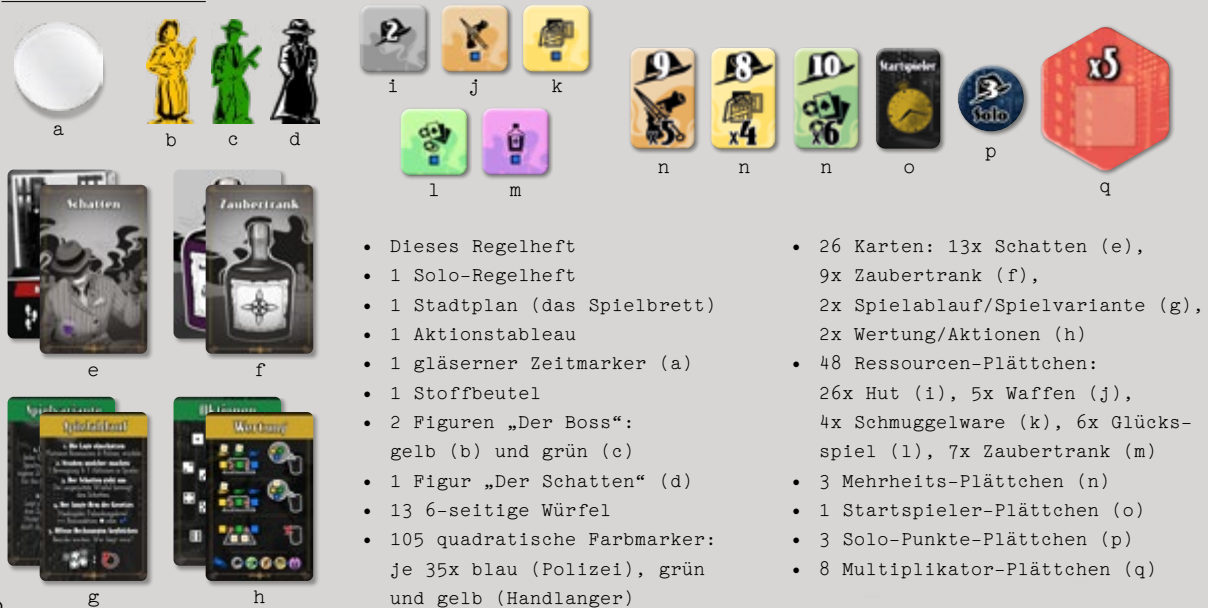 2
9
x5
8
x4
10
x6
Startspieler
3
Solo
x5
a
b
c
d
i
j
k
l
m
n
n
n
o
p
q
Schatten
Zaubertrank
e
f
Spielvariante
Spielablauf
Aktionen
Wertung
g
h
• Dieses Regelheft
• 1 Solo-Regelheft
• 1 Stadtplan (das Spielbrett)
• 1 Aktionstableau
• 1 gläserner Zeitmarker (a)
• 1 Stoffbeutel
• 2 Figuren „Der Boss":
gelb (b) und grün (c)
• 1 Figur „Der Schatten" (d)
• 13 6-seitige Würfel
• 105 quadratische Farbmarker:
je 35x blau (Polizei), grün
und gelb (Handlanger)
• 26 Karten: 13x Schatten (e),
9x Zaubertrank (f),
2x Spielablauf/Spielvariante (g),
2x Wertung/Aktionen (h)
• 48 Ressourcen-Plättchen:
26x Hut (i), 5x Waffen (j),
4x Schmuggelware (k), 6x Glücks-
spiel (l), 7x Zaubertrank (m)
• 3 Mehrheits-Plättchen (n)
• 1 Startspieler-Plättchen (o)
• 3 Solo-Punkte-Plättchen (p)
• 8 Multiplikator-Plättchen (q)